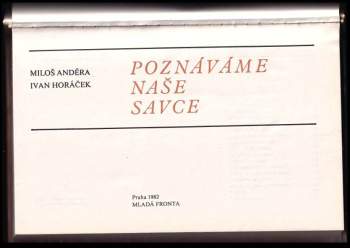 MILOŠ ANDĚRA
IVAN HORÁČEK
POZNÁVÁME
NAŠE
SAVCE
Praha 1982
MLADÁ FRONTA